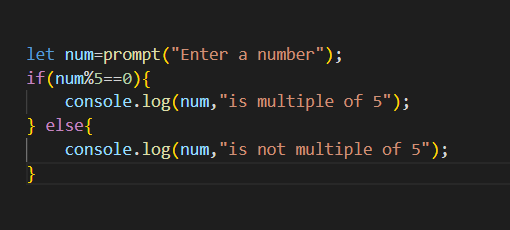 let num=prompt("Enter a number");
if(num%5==0){
    console.log(num,"is multiple of 5");
} else{
    console.log(num,"is not multiple of 5");
}